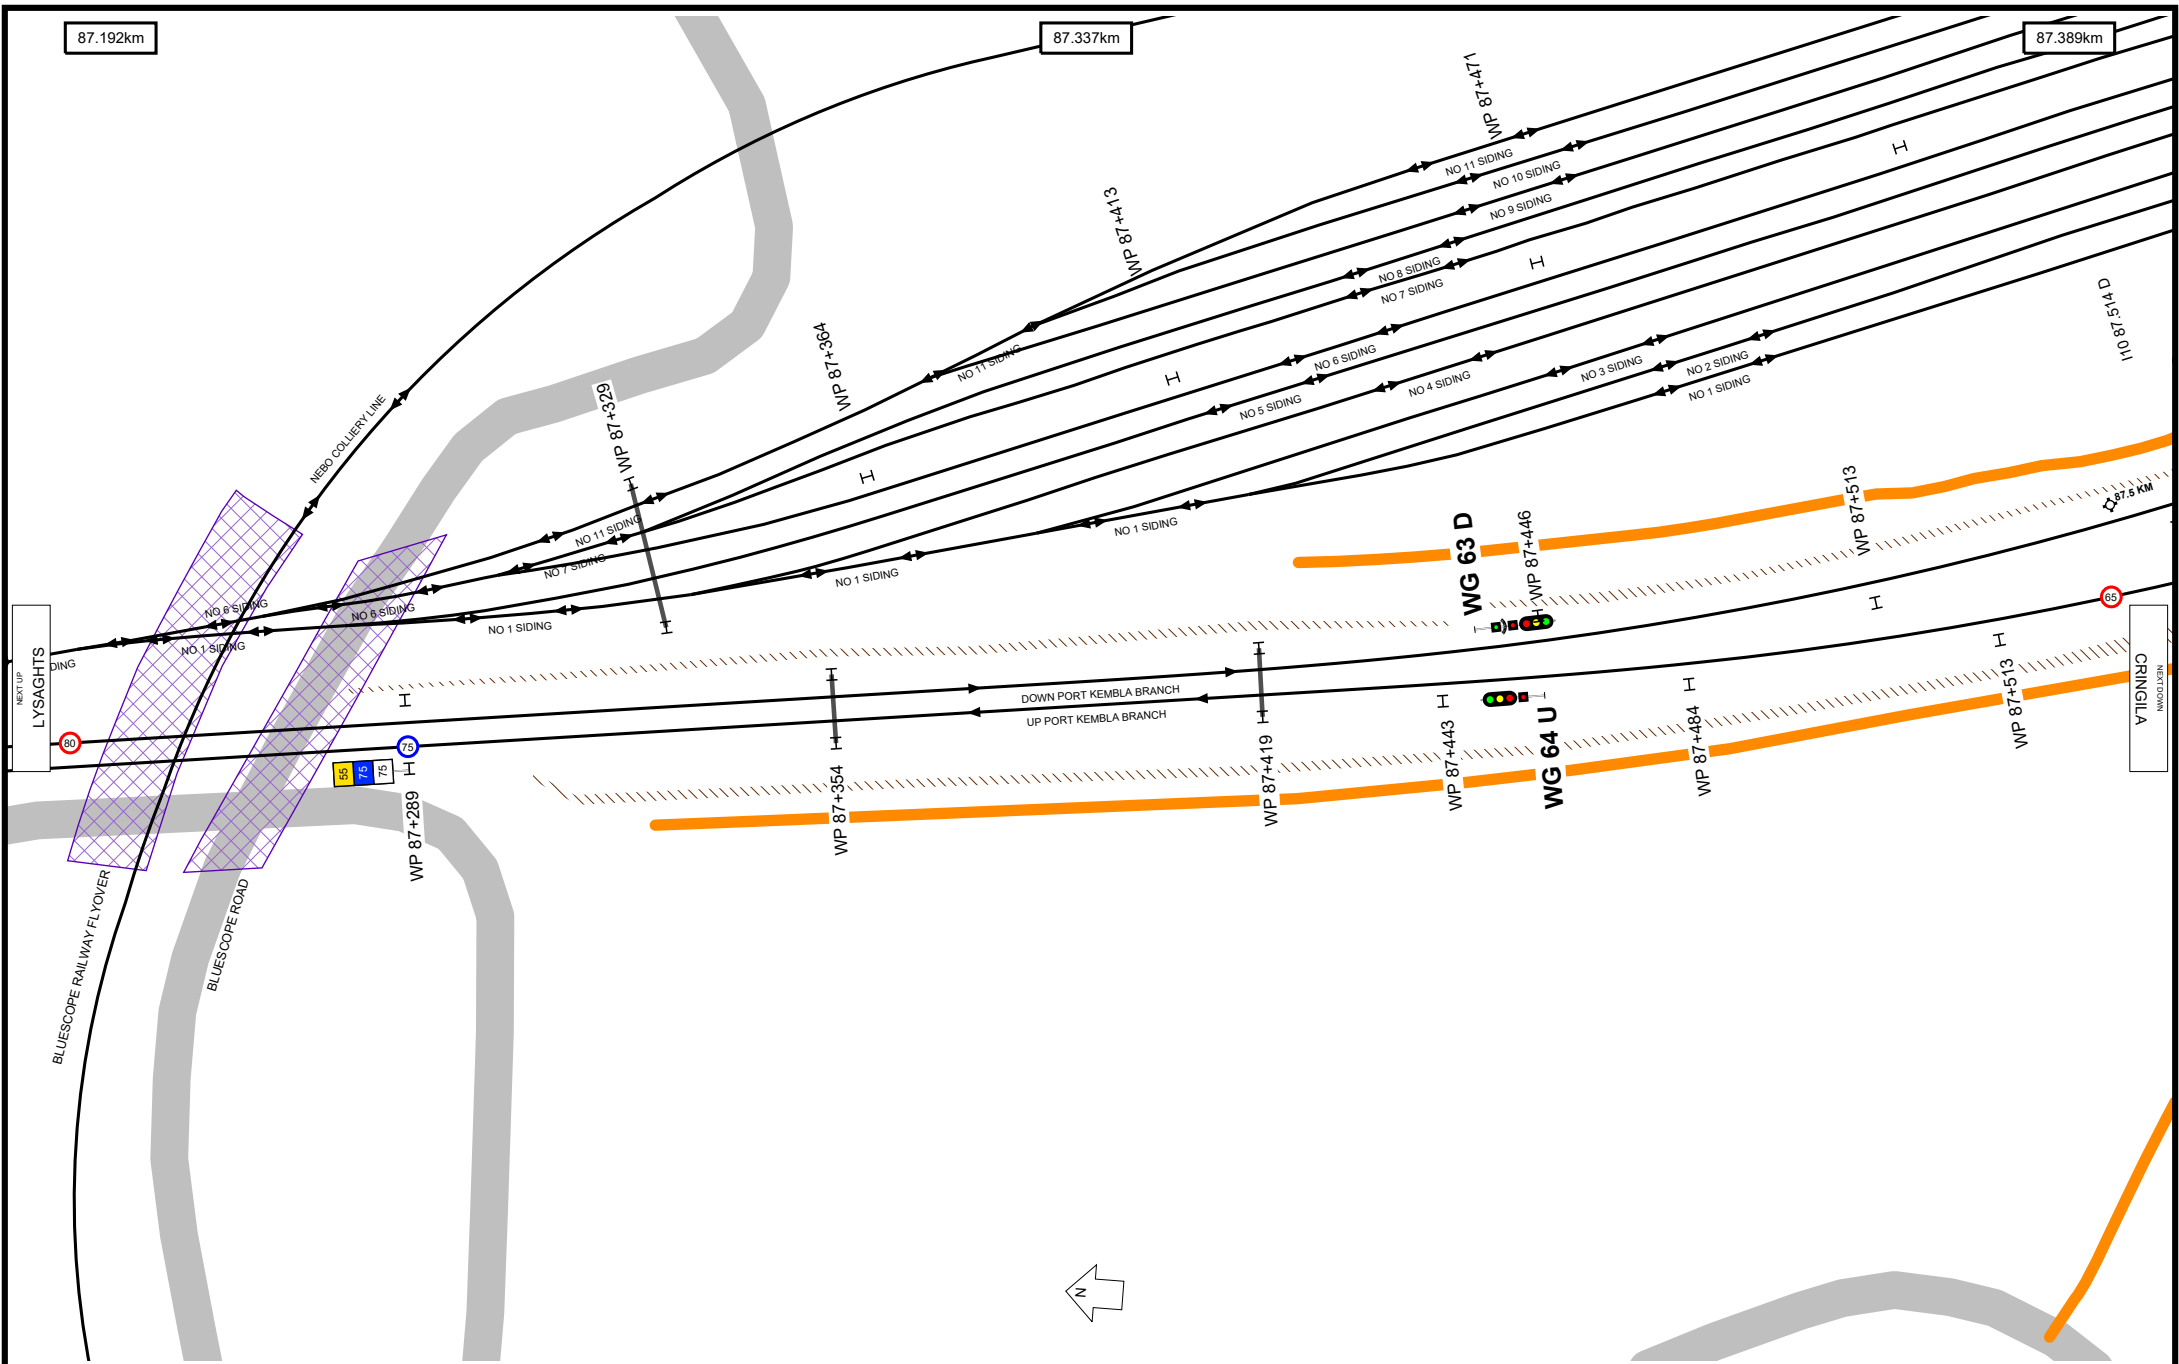 87.192km
87.337km
87.389km
WP 87+471
NO 11 SIDING
NO 10 SIDING
NO 9 SIDING
WP 87+413
NO 8 SIDING
NO 7 SIDING
I10 87.514 D
WP 87+364
NO 11 SIDING
NO 6 SIDING
NO 3 SIDING
NO 2 SIDING
NO 1 SIDING
NO 5 SIDING
NO 4 SIDING
NEBO COLLIERY LINE
WP 87+329
NO 11 SIDING
NO 7 SIDING
NO 1 SIDING
NO 1 SIDING
WG 63 D
WP 87+446
WP 87+513
87.5 KM
NO 6 SIDING
NO 6 SIDING
NO 1 SIDING
NO 1 SIDING
DING
NEXT UP
LYSAGHTS
65
NEXT DOWN
CRINGILA
DOWN PORT KEMBLA BRANCH
UP PORT KEMBLA BRANCH
80
75
55
75
75
WP 87+289
WP 87+354
WP 87+419
WP 87+443
WG 64 U
WP 87+484
WP 87+513
BLUESCOPE RAILWAY FLYOVER
BLUESCOPE ROAD
N